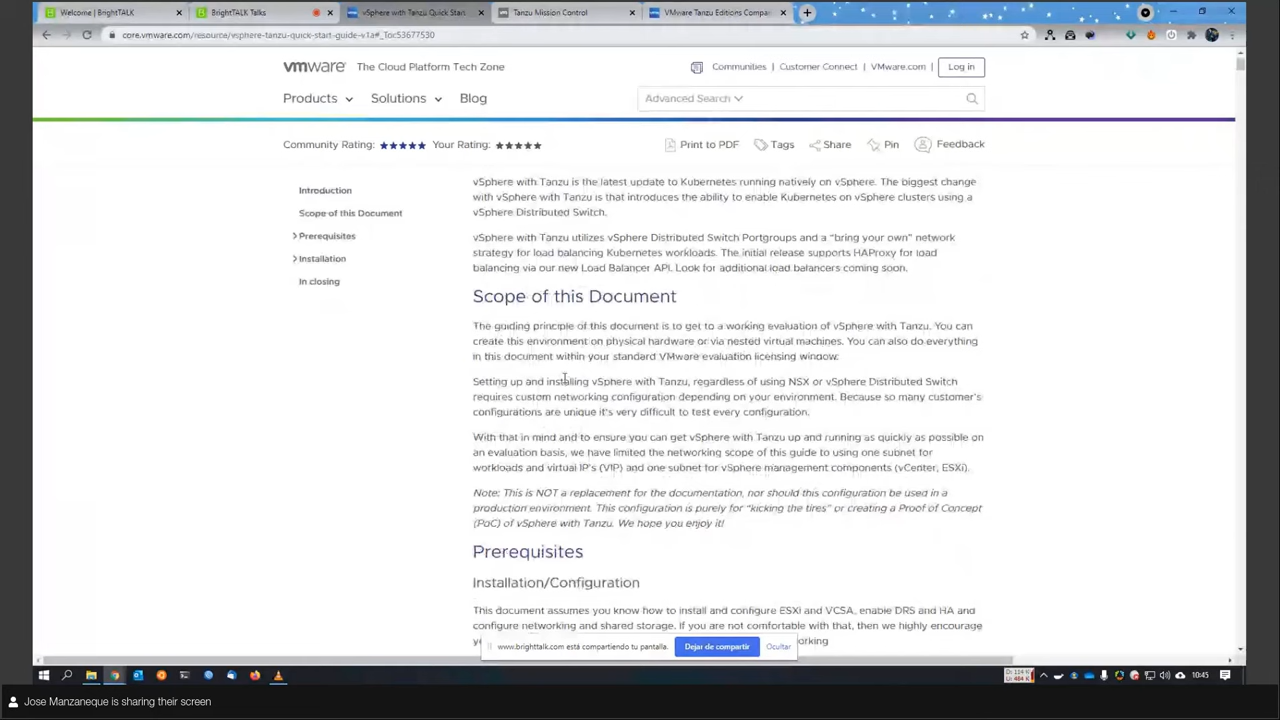 Welcome | BrightTALK
BrightTALK Talks
vSphere with Tanzu Quick Start
Tanzu Mission Control
VMware Tanzu Editions Compa
core.vmware.com/resource/vsphere-tanzu-quick-start-guide-v1a#_Toc53677530
vmware The Cloud Platform Tech Zone
Communities | Customer Connect | VMware.com | Log in
Products Solutions Blog
Advanced Search
Community Rating: ★★★★★ Your Rating: ★★★★★
Print to PDF Tags Share Pin Feedback
Introduction
Scope of this Document
Prerequisites
Installation
In closing
vSphere with Tanzu is the latest update to Kubernetes running natively on vSphere. The biggest change
with vSphere with Tanzu is that introduces the ability to enable Kubernetes on vSphere clusters using a
vSphere Distributed Switch.
vSphere with Tanzu utilizes vSphere Distributed Switch Portgroups and a “bring your own” network
strategy for load balancing Kubernetes workloads. The initial release supports HAProxy for load
balancing via our new Load Balancer API. Look for additional load balancers coming soon.
Scope of this Document
The guiding principle of this document is to get to a working evaluation of vSphere with Tanzu. You can
create this environment on physical hardware or via nested virtual machines. You can also do everything
in this document within your standard VMware evaluation licensing window.
Setting up and installing vSphere with Tanzu, regardless of using NSX or vSphere Distributed Switch
requires custom networking configuration depending on your environment. Because so many customer's
configurations are unique it's very difficult to test every configuration.
With that in mind and to ensure you can get vSphere with Tanzu up and running as quickly as possible on
an evaluation basis, we have limited the networking scope of this guide to using one subnet for
workloads and virtual IP's (VIP) and one subnet for vSphere management components (vCenter, ESXi).
Note: This is NOT a replacement for the documentation, nor should this configuration be used in a
production environment. This configuration is purely for “kicking the tires” or creating a Proof of Concept
(PoC) of vSphere with Tanzu. We hope you enjoy it!
Prerequisites
Installation/Configuration
This document assumes you know how to install and configure ESXi and VCSA, enable DRS and HA and
configure networking and shared storage. If you are not comfortable with that, then we highly encourage
www.brighttalk.com está compartiendo tu pantalla. Dejar de compartir Ocultar
10:45
Jose Manzaneque is sharing their screen